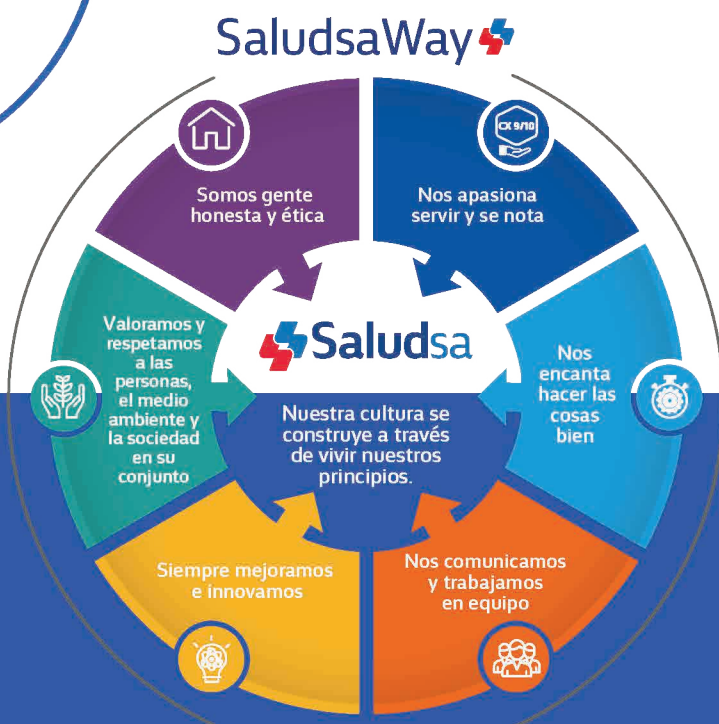 SaludsaWay
Somos gente
honesta y ética
CX 9/10
Nos apasiona
servir y se nota
Valoramos y
respetamos
a las
personas,
el medio
ambiente y
la sociedad
en su
conjunto
Saludsa
Nuestra cultura se
construye a través
de vivir nuestros
principios.
Nos
encanta
hacer las
cosas
bien
Siempre mejoramos
e innovamos
Nos comunicamos
y trabajamos
en equipo